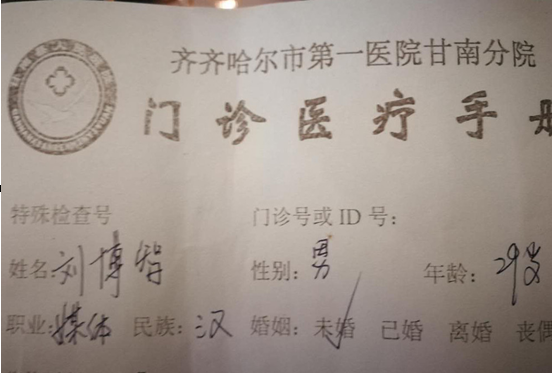 齐齐哈尔市第一医院甘南分院
门诊医疗手册
特殊检查号 门诊号或 ID 号：
姓名：刘博智 性别：男 年龄：29岁
职业：媒体 民族：汉 婚姻：未婚 已婚 离婚 丧偶